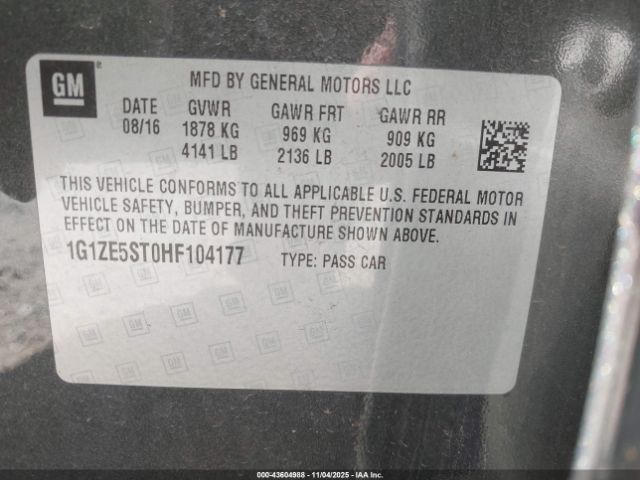 GM
MFD BY GENERAL MOTORS LLC
DATE GVWR GAWR FRT GAWR RR
08/16 1878 KG 969 KG 909 KG
4141 LB 2136 LB 2005 LB
THIS VEHICLE CONFORMS TO ALL APPLICABLE U.S. FEDERAL MOTOR
VEHICLE SAFETY, BUMPER, AND THEFT PREVENTION STANDARDS IN
EFFECT ON THE DATE OF MANUFACTURE SHOWN ABOVE.
1G1ZE5ST0HF104177 TYPE: PASS CAR
000-43604988 - 11/04/2025 - IAAI.COM